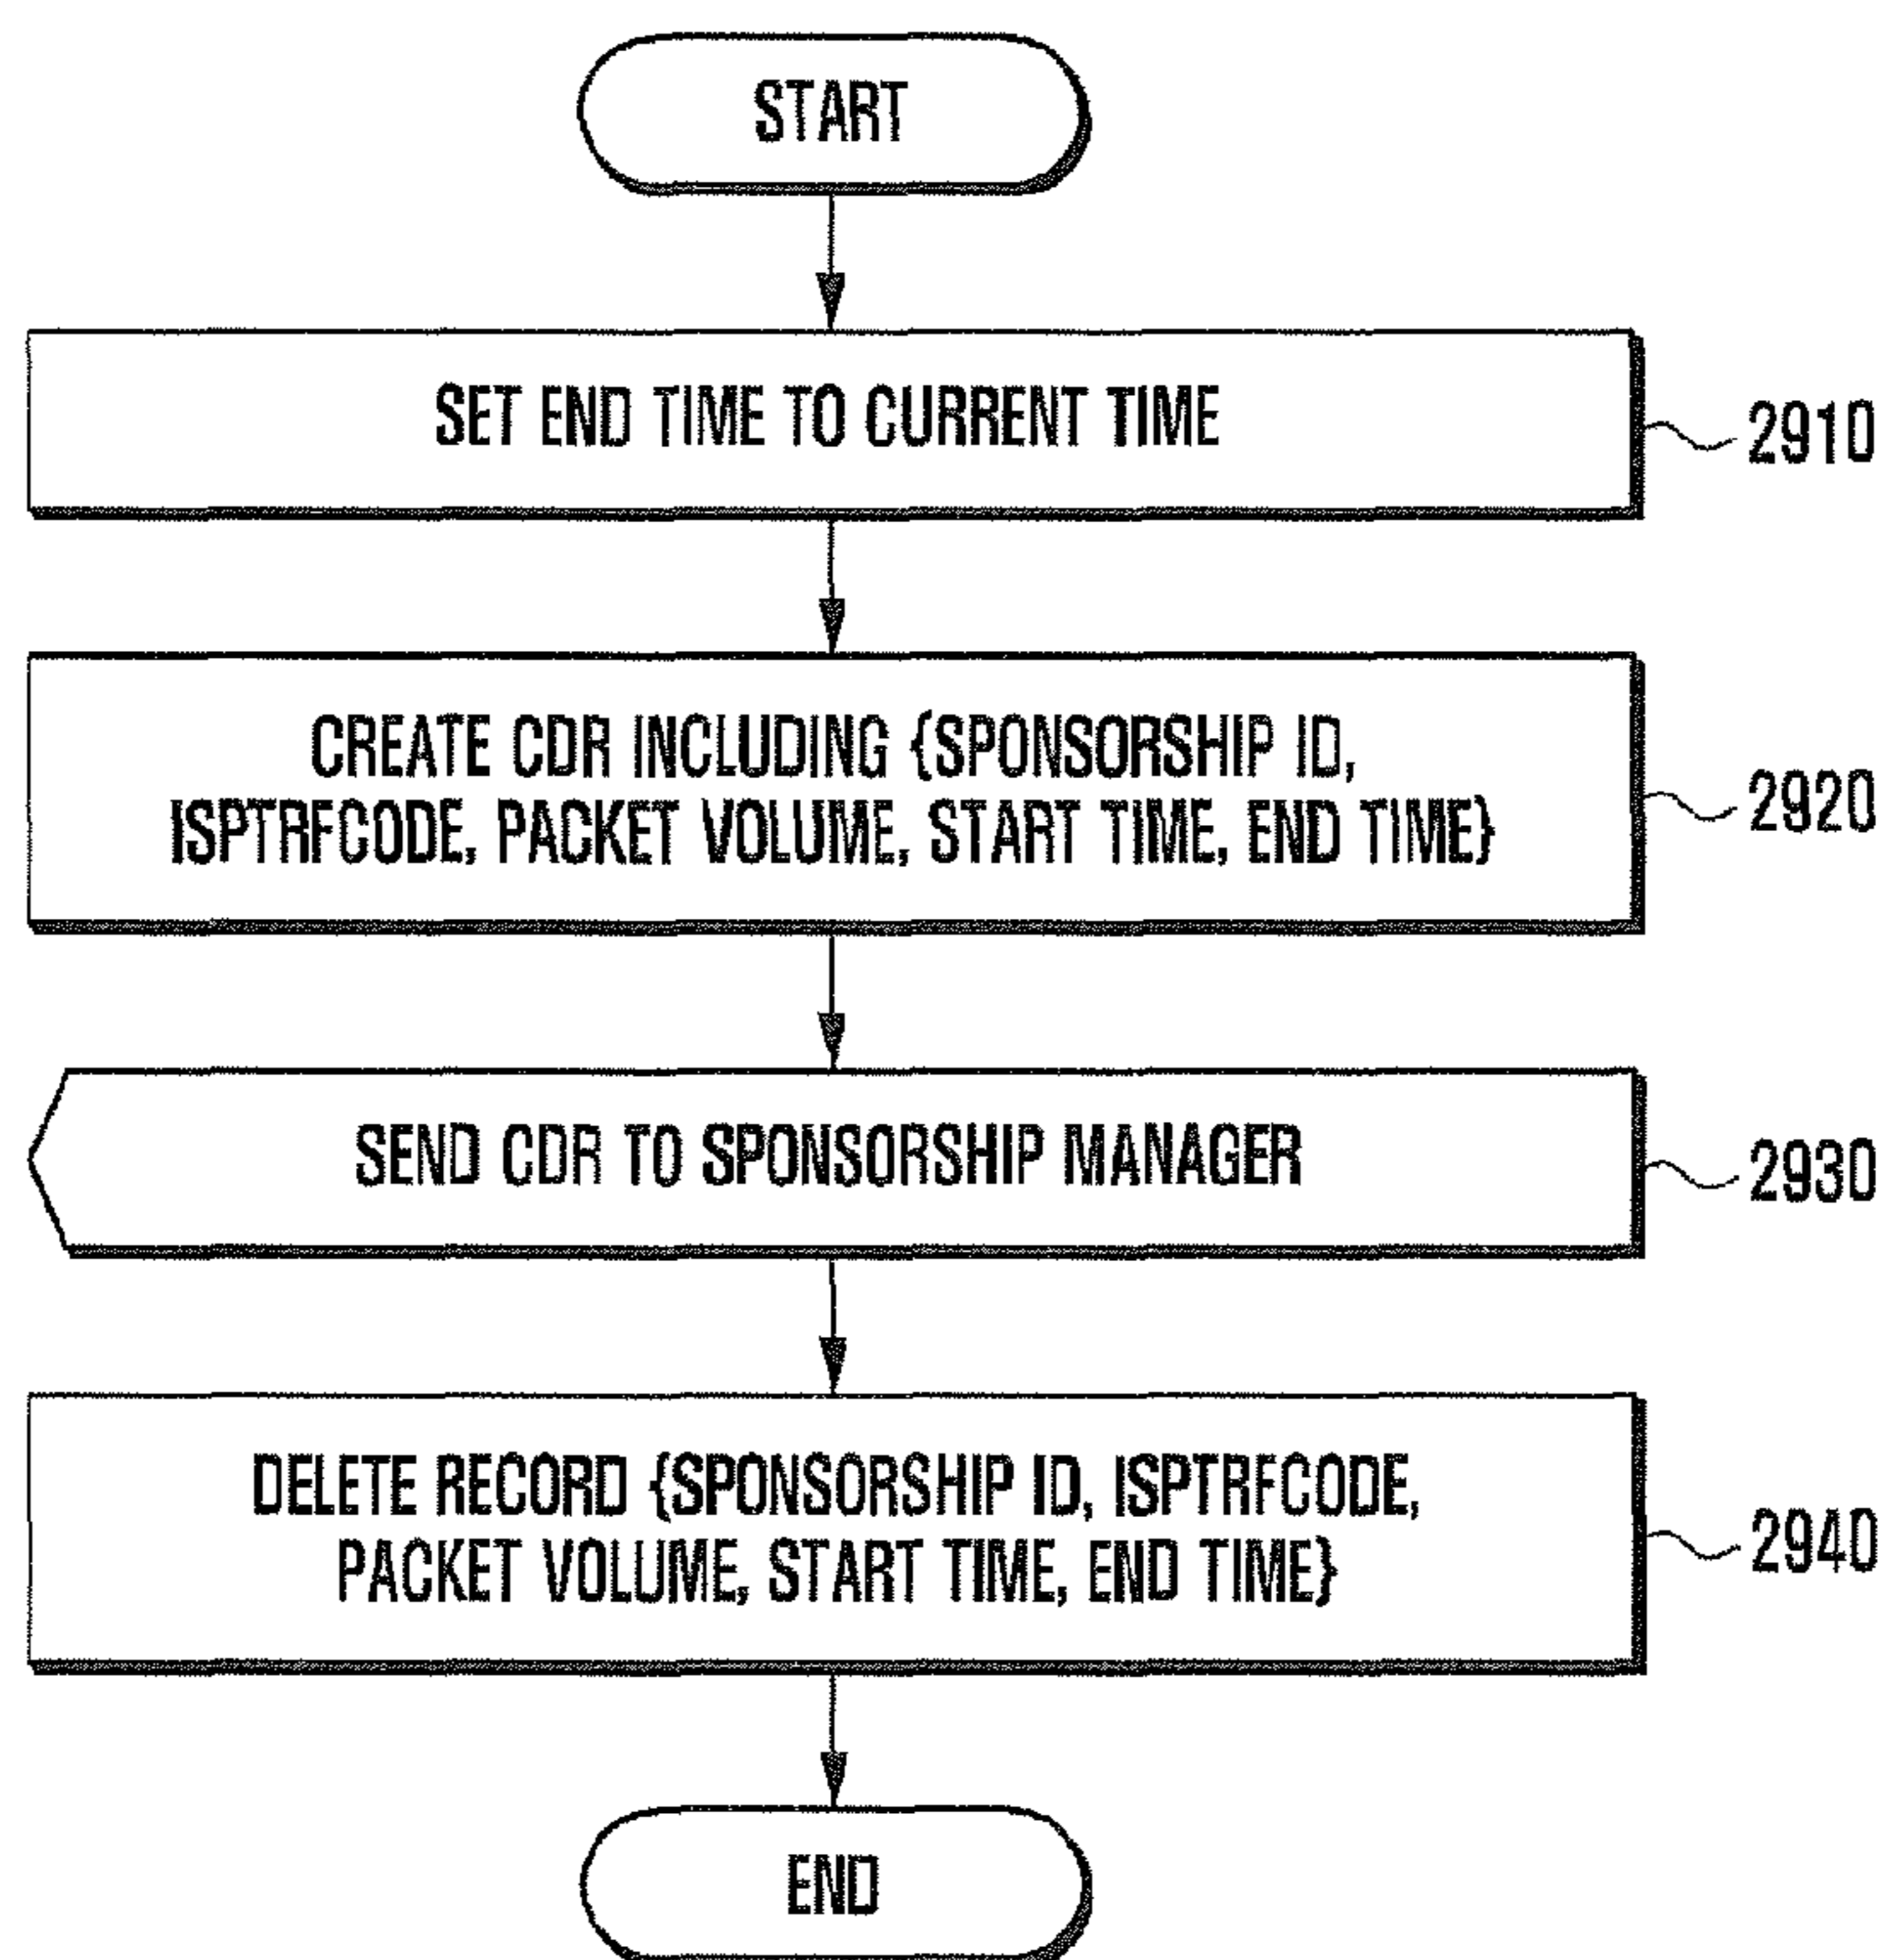 START
SET END TIME TO CURRENT TIME
2910
CREATE CDR INCLUDING {SPONSORSHIP ID,
ISPTRFCODE, PACKET VOLUME, START TIME, END TIME}
2920
SEND CDR TO SPONSORSHIP MANAGER
2930
DELETE RECORD {SPONSORSHIP ID, ISPTRFCODE,
PACKET VOLUME, START TIME, END TIME}
2940
END